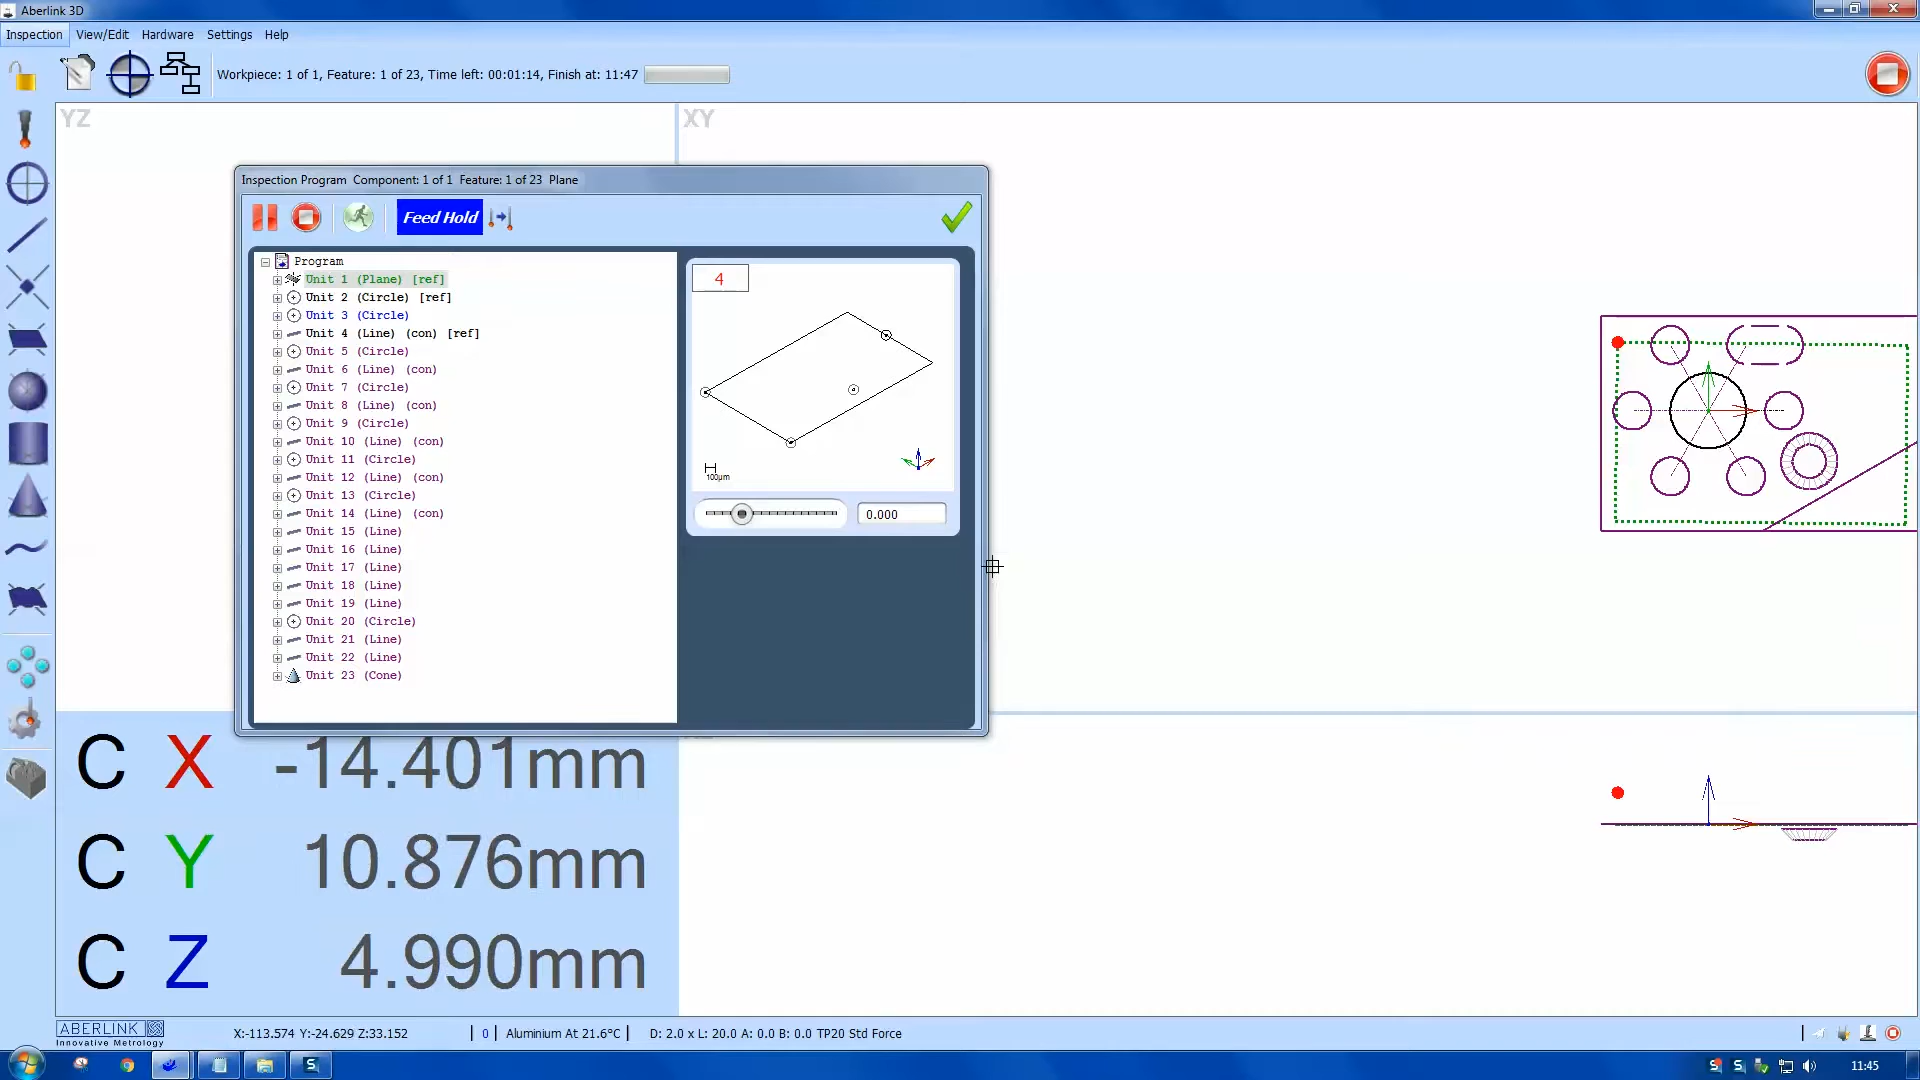 Aberlink 3D
Inspection View/Edit Hardware Settings Help
Workpiece: 1 of 1, Feature: 1 of 23, Time left: 00:01:14, Finish at: 11:47
YZ
XY
Inspection Program Component: 1 of 1 Feature: 1 of 23 Plane
Feed Hold
Program
Unit 1 (Plane) [ref]
Unit 2 (Circle) [ref]
Unit 3 (Circle)
Unit 4 (Line) (con) [ref]
Unit 5 (Circle)
Unit 6 (Line) (con)
Unit 7 (Circle)
Unit 8 (Line) (con)
Unit 9 (Circle)
Unit 10 (Line) (con)
Unit 11 (Circle)
Unit 12 (Line) (con)
Unit 13 (Circle)
Unit 14 (Line) (con)
Unit 15 (Line)
Unit 16 (Line)
Unit 17 (Line)
Unit 18 (Line)
Unit 19 (Line)
Unit 20 (Circle)
Unit 21 (Line)
Unit 22 (Line)
Unit 23 (Cone)
4
100µm
0.000
C X -14.401mm
C Y 10.876mm
C Z 4.990mm
ABERLINK
Innovative Metrology
X:-113.574 Y:-24.629 Z:33.152
0
Aluminium At 21.6°C
D: 2.0 x L: 20.0 A: 0.0 B: 0.0 TP20 Std Force
11:45